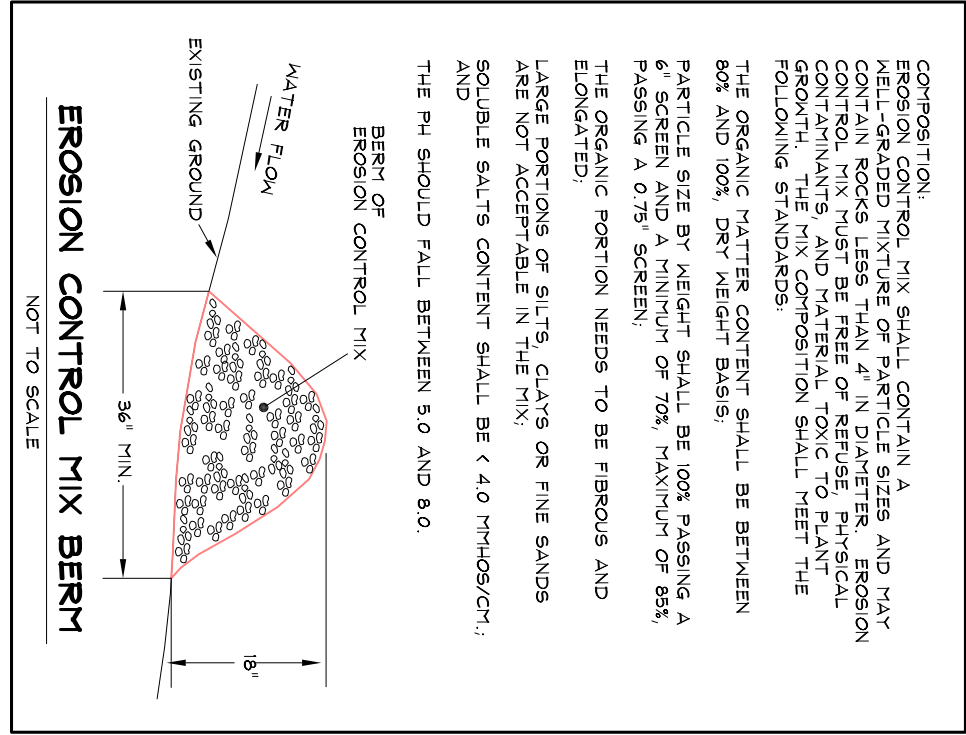 COMPOSITION:
EROSION CONTROL MIX SHALL CONTAIN A
WELL-GRADED MIXTURE OF PARTICLE SIZES AND MAY
CONTAIN ROCKS LESS THAN 4" IN DIAMETER.  EROSION
CONTROL MIX MUST BE FREE OF REFUSE, PHYSICAL
CONTAMINANTS, AND MATERIAL TOXIC TO PLANT
GROWTH.  THE MIX COMPOSITION SHALL MEET THE
FOLLOWING STANDARDS:
THE ORGANIC MATTER CONTENT SHALL BE BETWEEN
80% AND 100%, DRY WEIGHT BASIS;
PARTICLE SIZE BY WEIGHT SHALL BE 100% PASSING A
6" SCREEN AND A MINIMUM OF 70%, MAXIMUM OF 85%,
PASSING A 0.75" SCREEN;
THE ORGANIC PORTION NEEDS TO BE FIBROUS AND
ELONGATED;
LARGE PORTIONS OF SILTS, CLAYS OR FINE SANDS
ARE NOT ACCEPTABLE IN THE MIX;
SOLUBLE SALTS CONTENT SHALL BE < 4.0 MMHOS/CM.;
AND
THE PH SHOULD FALL BETWEEN 5.0 AND 8.0.
BERM OF
EROSION CONTROL MIX
WATER FLOW
EXISTING GROUND
18"
36" MIN.
EROSION CONTROL MIX BERM
NOT TO SCALE